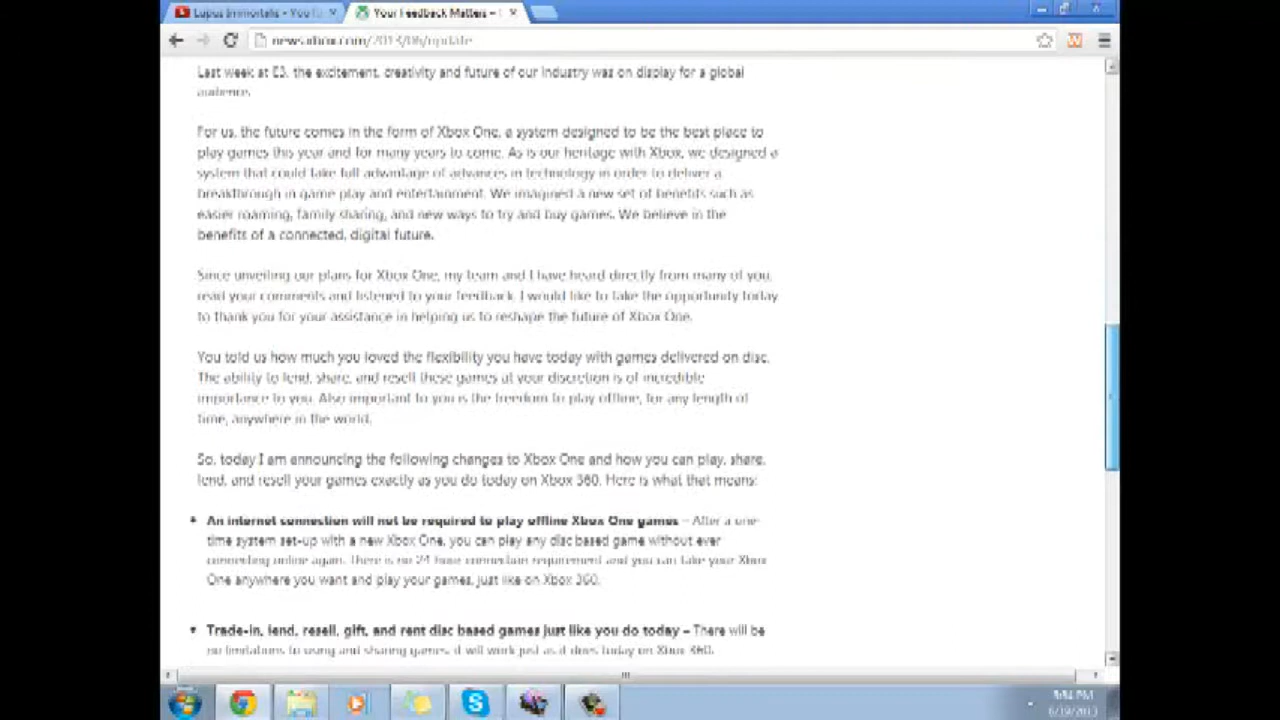 Lupus Immortalis - YouTu
Your Feedback Matters –
news.xbox.com/2013/06/update
Last week at E3, the excitement, creativity and future of our industry was on display for a global
audience.
For us, the future comes in the form of Xbox One, a system designed to be the best place to
play games this year and for many years to come. As is our heritage with Xbox, we designed a
system that could take full advantage of advances in technology in order to deliver a
breakthrough in game play and entertainment. We imagined a new set of benefits such as
easier roaming, family sharing, and new ways to try and buy games. We believe in the
benefits of a connected, digital future.
Since unveiling our plans for Xbox One, my team and I have heard directly from many of you,
read your comments and listened to your feedback. I would like to take the opportunity today
to thank you for your assistance in helping us to reshape the future of Xbox One.
You told us how much you loved the flexibility you have today with games delivered on disc.
The ability to lend, share, and resell these games at your discretion is of incredible
importance to you. Also important to you is the freedom to play offline, for any length of
time, anywhere in the world.
So, today I am announcing the following changes to Xbox One and how you can play, share,
lend, and resell your games exactly as you do today on Xbox 360. Here is what that means:
• An internet connection will not be required to play offline Xbox One games – After a one-
time system set-up with a new Xbox One, you can play any disc based game without ever
connecting online again. There is no 24 hour connection requirement and you can take your Xbox
One anywhere you want and play your games, just like on Xbox 360.
• Trade-in, lend, resell, gift, and rent disc based games just like you do today – There will be
no limitations to using and sharing games, it will work just as it does today on Xbox 360.
6/19/2013